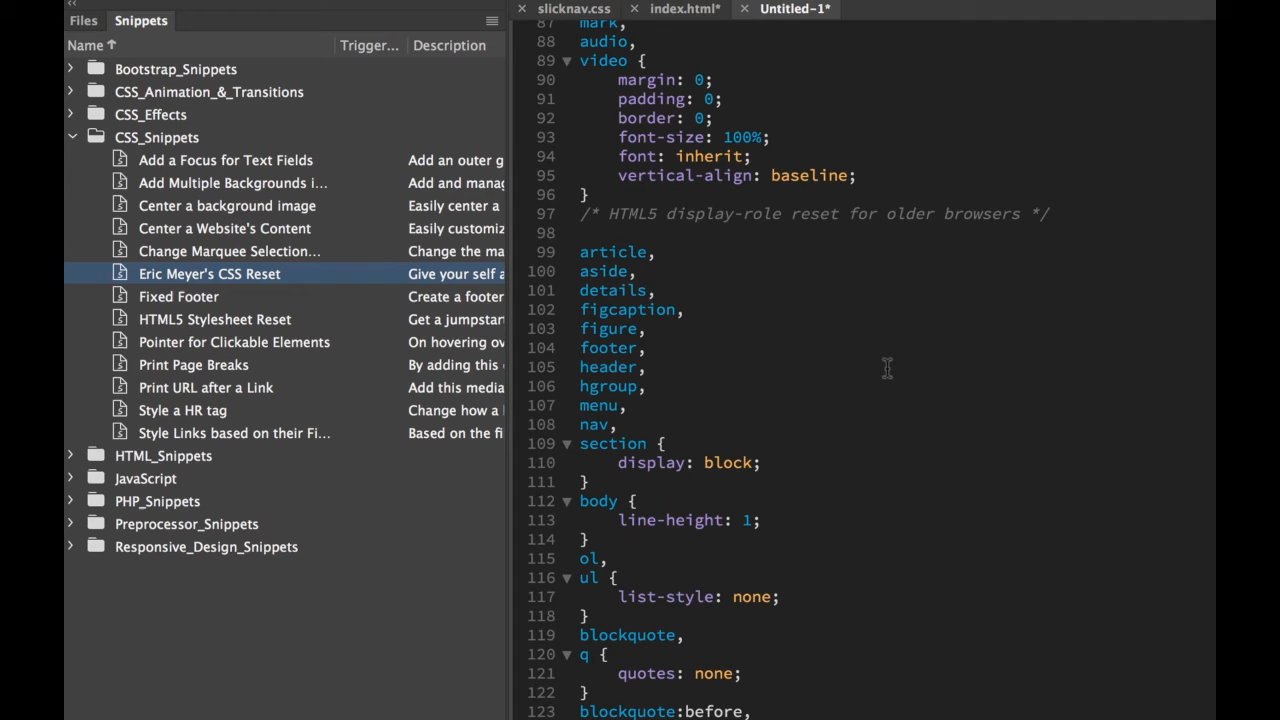 Files Snippets
Name Trigger... Description
Bootstrap_Snippets
CSS_Animation_&_Transitions
CSS_Effects
CSS_Snippets
Add a Focus for Text Fields Add an outer g
Add Multiple Backgrounds i... Add and manag
Center a background image Easily center a
Center a Website's Content Easily customiz
Change Marquee Selection... Change the ma
Eric Meyer's CSS Reset Give your self a
Fixed Footer Create a footer
HTML5 Stylesheet Reset Get a jumpstart
Pointer for Clickable Elements On hovering ov
Print Page Breaks By adding this
Print URL after a Link Add this media
Style a HR tag Change how a
Style Links based on their Fi... Based on the fi
HTML_Snippets
JavaScript
PHP_Snippets
Preprocessor_Snippets
Responsive_Design_Snippets
slicknav.css index.html* Untitled-1*
87 mark,
88 audio,
89 video {
90 margin: 0;
91 padding: 0;
92 border: 0;
93 font-size: 100%;
94 font: inherit;
95 vertical-align: baseline;
96 }
97 /* HTML5 display-role reset for older browsers */
98
99 article,
100 aside,
101 details,
102 figcaption,
103 figure,
104 footer,
105 header,
106 hgroup,
107 menu,
108 nav,
109 section {
110 display: block;
111 }
112 body {
113 line-height: 1;
114 }
115 ol,
116 ul {
117 list-style: none;
118 }
119 blockquote,
120 q {
121 quotes: none;
122 }
123 blockquote:before,